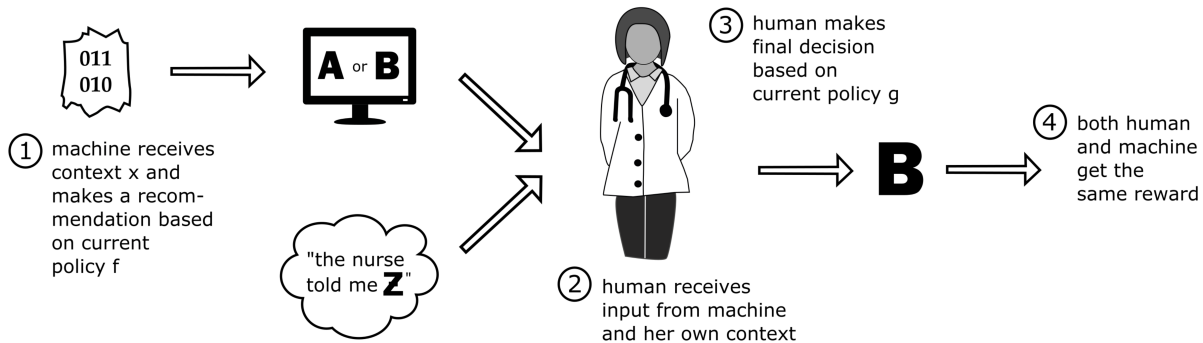 011
010
A or B
1
machine receives
context x and
makes a recom-
mendation based
on current
policy f
"the nurse
told me Z"
2
human receives
input from machine
and her own context
3
human makes
final decision
based on
current policy g
B
4
both human
and machine
get the
same reward